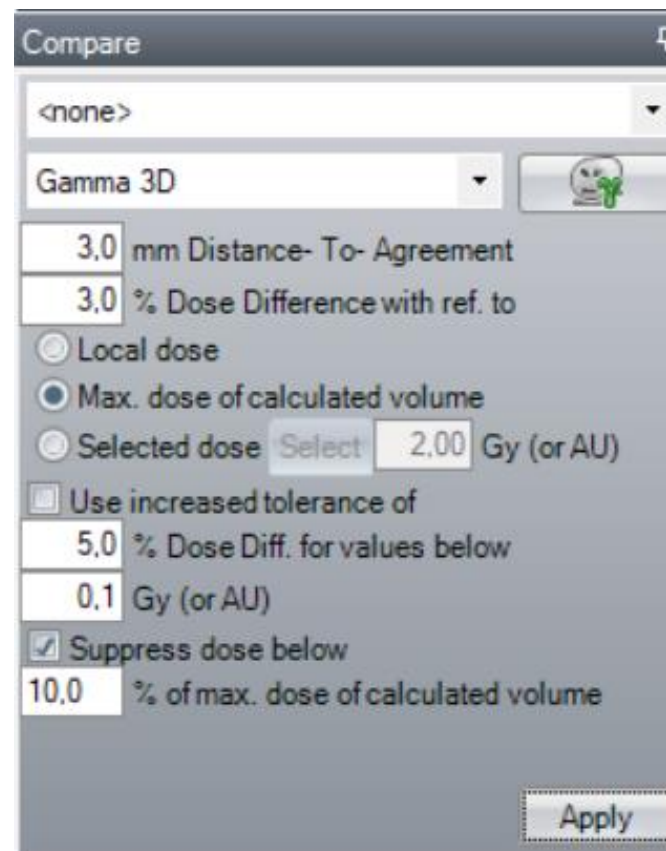 Compare
<none>
Gamma 3D
3,0 mm Distance- To- Agreement
3,0 % Dose Difference with ref. to
Local dose
Max. dose of calculated volume
Selected dose Select 2,00 Gy (or AU)
Use increased tolerance of
5,0 % Dose Diff. for values below
0,1 Gy (or AU)
Suppress dose below
10,0 % of max. dose of calculated volume
Apply